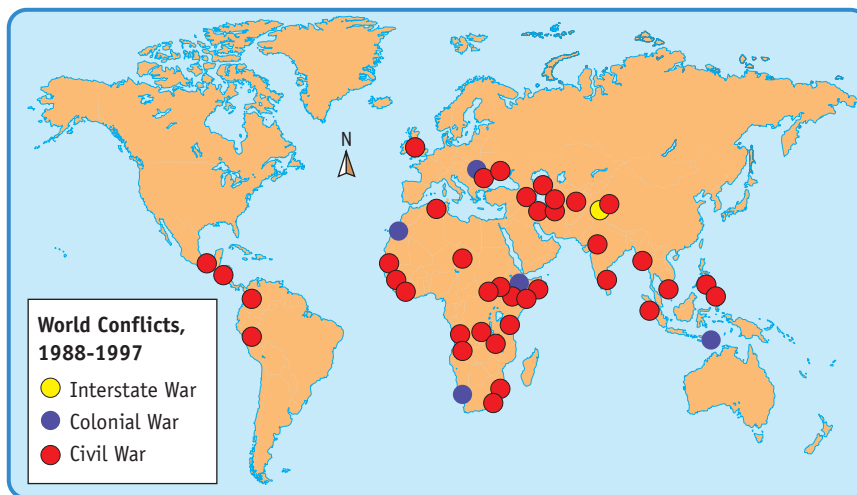 N
World Conflicts,
1988-1997
Interstate War
Colonial War
Civil War